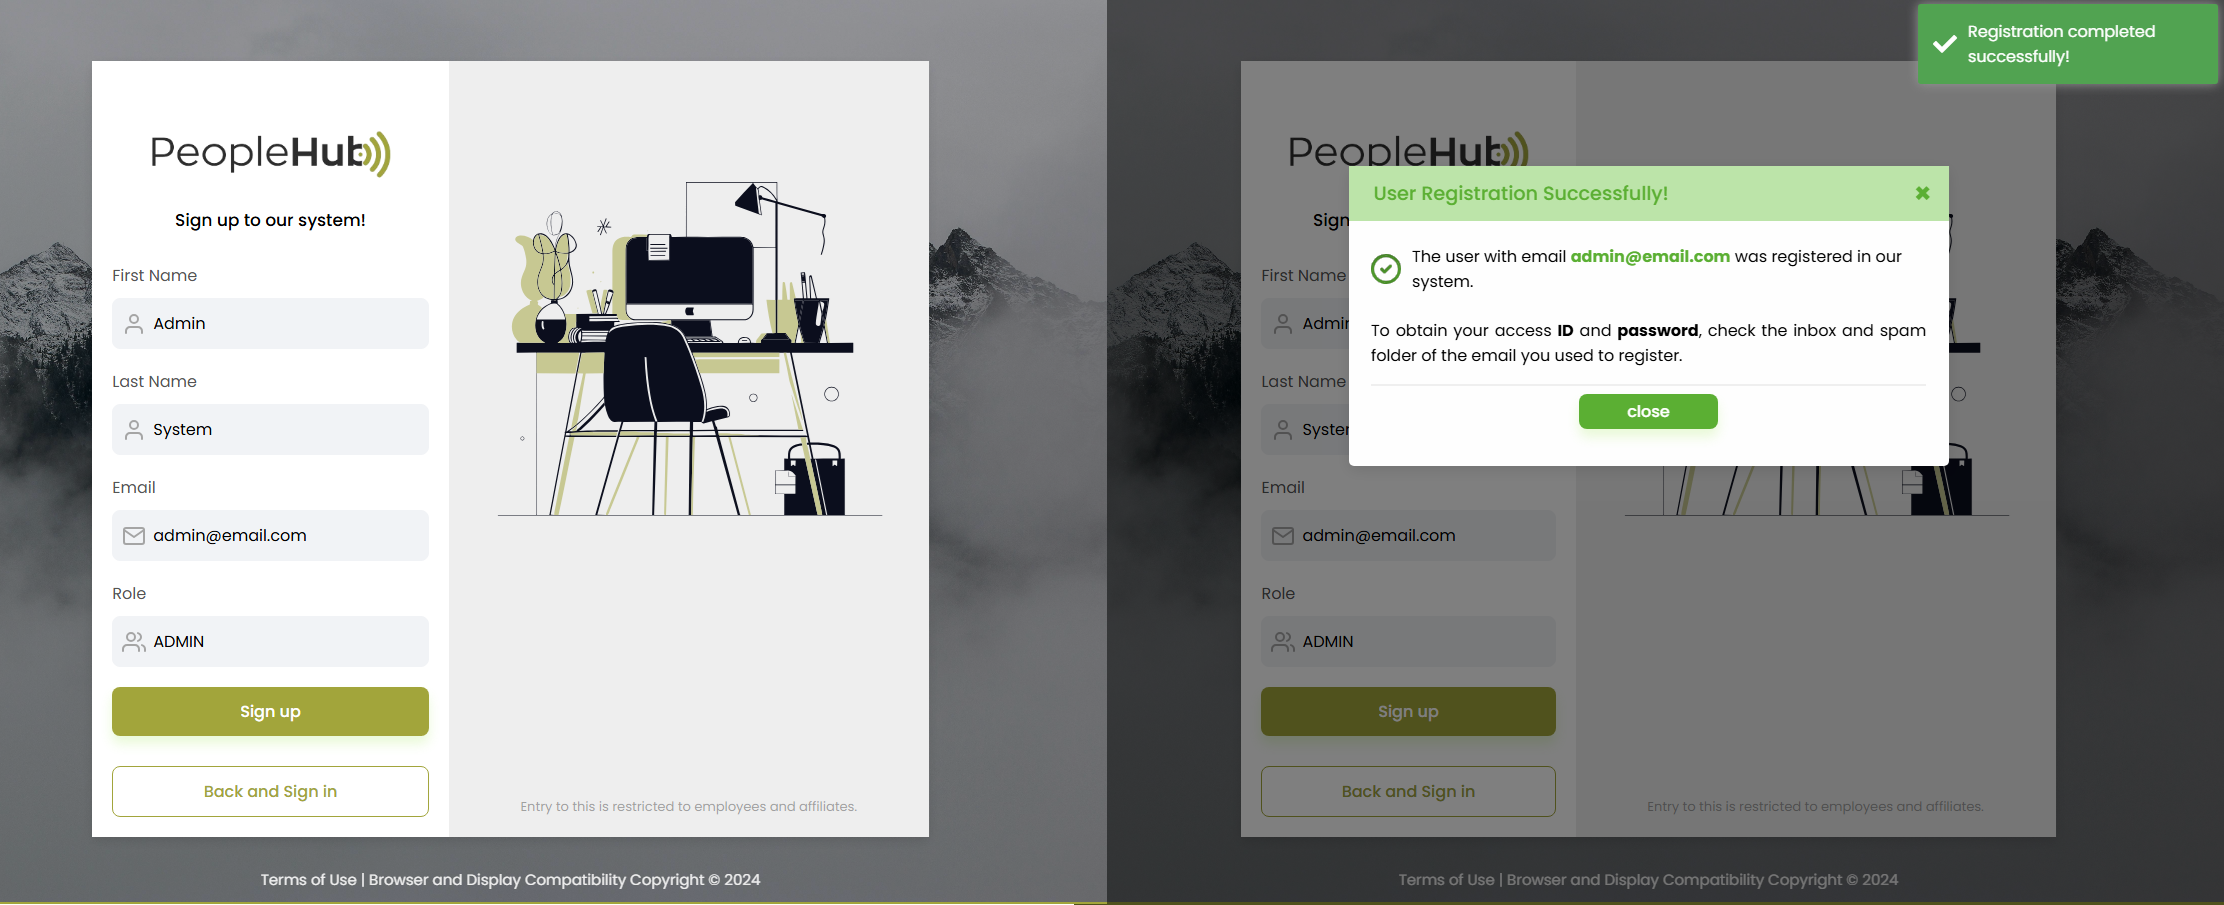 PeopleHub
Sign up to our system!
First Name
Admin
Last Name
System
Email
admin@email.com
Role
ADMIN
Sign up
Back and Sign in
Entry to this is restricted to employees and affiliates.
Terms of Use | Browser and Display Compatibility Copyright © 2024
Registration completed
successfully!
PeopleHub
User Registration Successfully!
The user with email admin@email.com was registered in our
system.
To obtain your access ID and password, check the inbox and spam
folder of the email you used to register.
close
Sign
First Name
Admin
Last Name
System
Email
admin@email.com
Role
ADMIN
Sign up
Back and Sign in
Entry to this is restricted to employees and affiliates.
Terms of Use | Browser and Display Compatibility Copyright © 2024